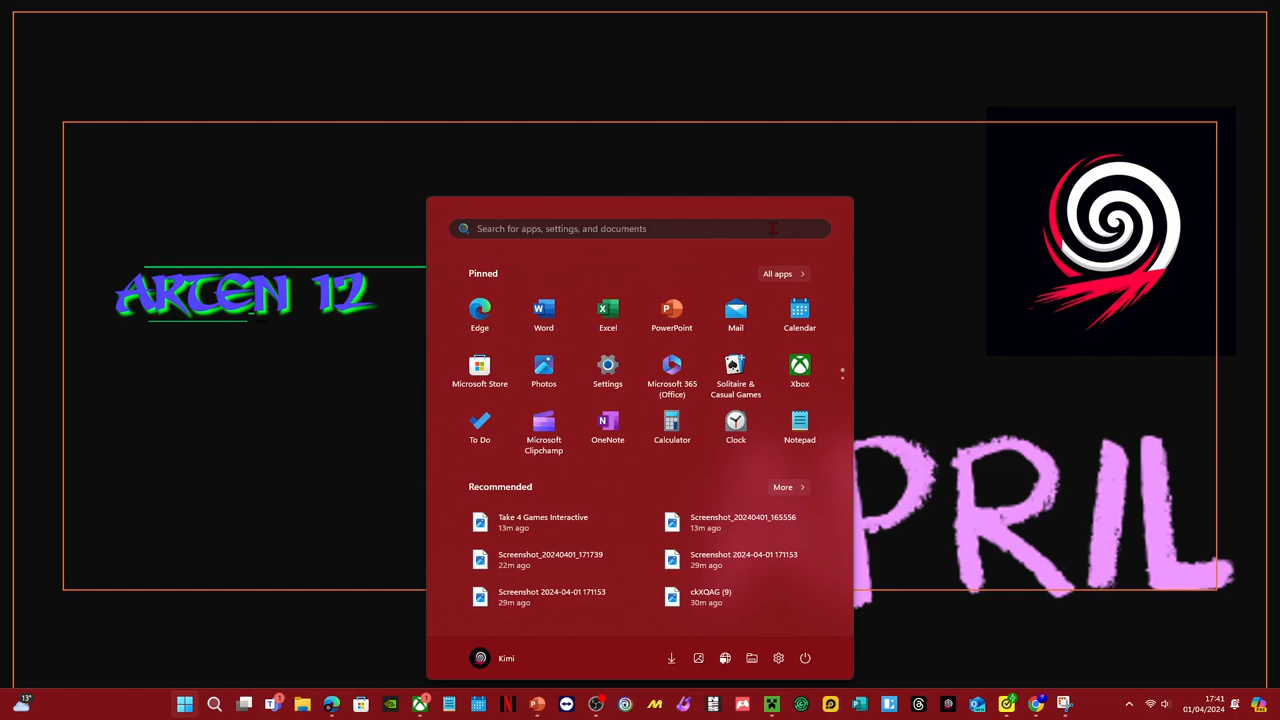 Search for apps, settings, and documents
Pinned
All apps
Edge
Word
Excel
PowerPoint
Mail
Calendar
Microsoft Store
Photos
Settings
Microsoft 365
(Office)
Solitaire &
Casual Games
Xbox
To Do
Microsoft
Clipchamp
OneNote
Calculator
Clock
Notepad
Recommended
More
Take 4 Games Interactive
13m ago
Screenshot_20240401_165556
13m ago
Screenshot_20240401_171739
22m ago
Screenshot 2024-04-01 171153
29m ago
Screenshot 2024-04-01 171153
29m ago
ckXQAG (9)
30m ago
Kimi
ARTEN 12
PRIL
13°
17:41
01/04/2024